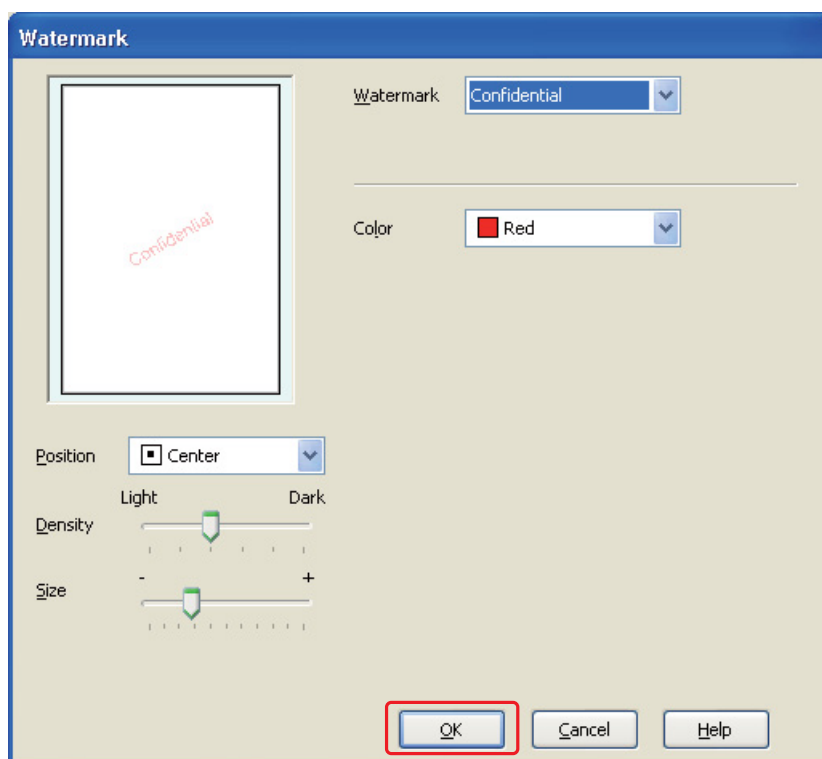 Watermark
Watermark Confidential
Confidential
Color Red
Position Center
Light Dark
Density
- +
Size
OK Cancel Help